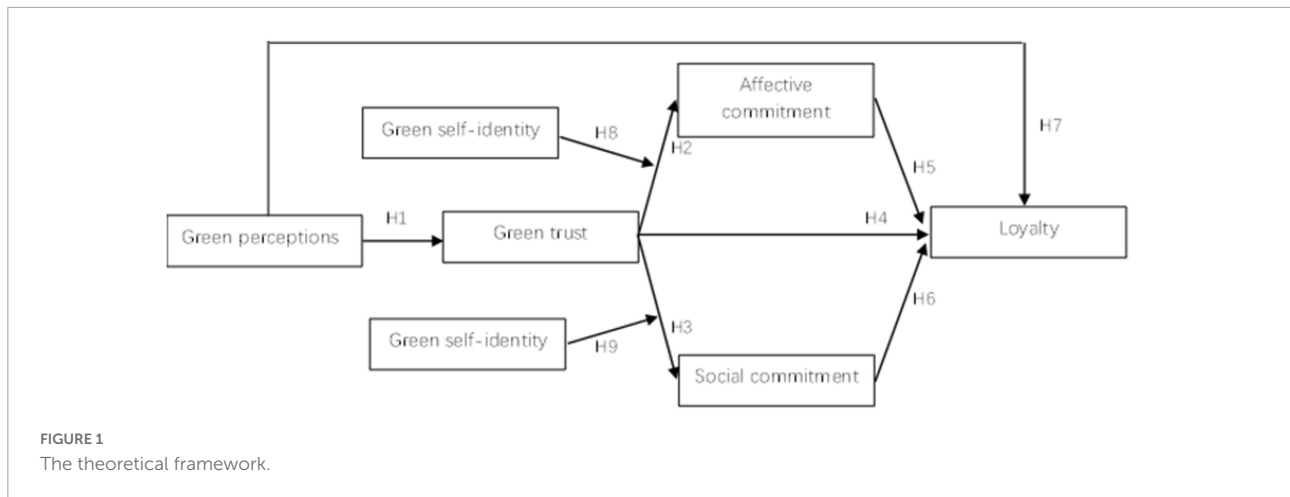 Affective
commitment
H7
Green self-identity
H8
H2
H5
Green perceptions
H1
Green trust
H4
Loyalty
H6
Green self-identity
H9
H3
Social commitment
FIGURE 1
The theoretical framework.